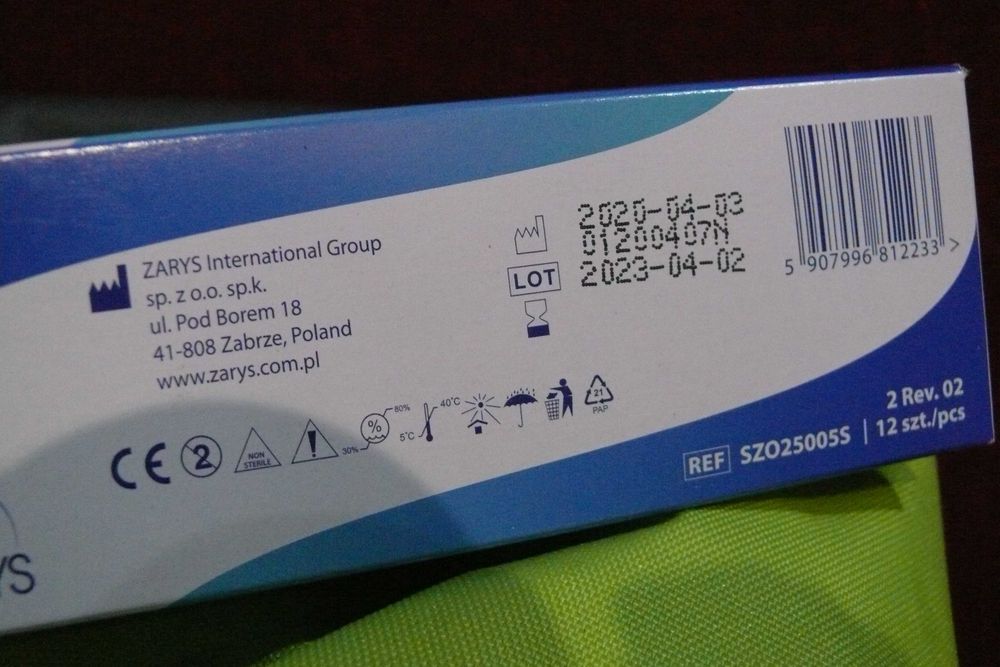 ZARYS International Group
sp. z o.o. sp.k.
ul. Pod Borem 18
41-808 Zabrze, Poland
www.zarys.com.pl
2020-04-03
LOT 01200407N
2023-04-02
5 907996 812233 >
CE 2 NON STERILE ! 30% % 80% 5°C 40°C 21 PAP
2 Rev. 02
REF SZO25005S | 12 szt./pcs
YS